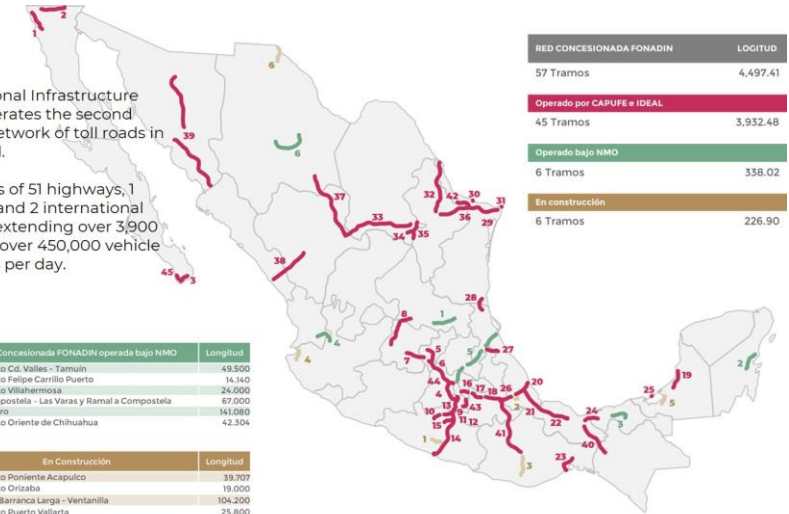 onal Infrastructure
erates the second
etwork of toll roads in
l.
s of 51 highways, 1
and 2 international
extending over 3,900
over 450,000 vehicle
s per day.
RED CONCESIONADA FONADIN LOGITUD
57 Tramos 4,497.41
Operado por CAPUFE e IDEAL
45 Tramos 3,932.48
Operado bajo NMO
6 Tramos 338.02
En construcción
6 Tramos 226.90
Concesionada FONADIN operada bajo NMO Longitud
o Cd. Valles - Tamuín 49.500
o Felipe Carrillo Puerto 14.140
o Villahermosa 24.000
postela - Las Varas y Ramal a Compostela 67.000
ro 141.080
o Oriente de Chihuahua 42.304
En Construcción Longitud
o Poniente Acapulco 39.707
o Orizaba 19.000
Barranca Larga - Ventanilla 104.200
o Puerto Vallarta 25.800
1
2
6
39
6
37
33
34
35
32
42
30
31
36
29
38
45
3
28
8
1
4
4
7
5
6
5
27
44
16
17
18
26
20
4
13
9
43
2
21
10
11
12
15
14
1
41
3
22
23
24
3
40
25
5
19
2